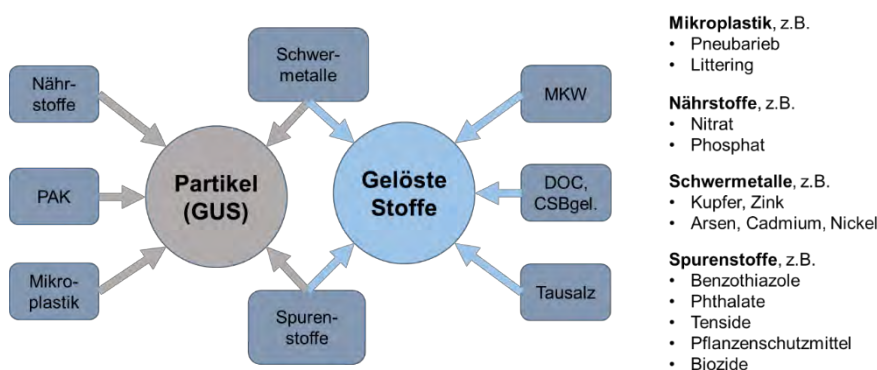 Nähr-
stoffe
PAK
Mikro-
plastik
Schwer-
metalle
Partikel
(GUS)
Gelöste
Stoffe
Spuren-
stoffe
MKW
DOC,
CSBgel.
Tausalz
Mikroplastik, z.B.
• Pneubarieb
• Littering
Nährstoffe, z.B.
• Nitrat
• Phosphat
Schwermetalle, z.B.
• Kupfer, Zink
• Arsen, Cadmium, Nickel
Spurenstoffe, z.B.
• Benzothiazole
• Phthalate
• Tenside
• Pflanzenschutzmittel
• Biozide